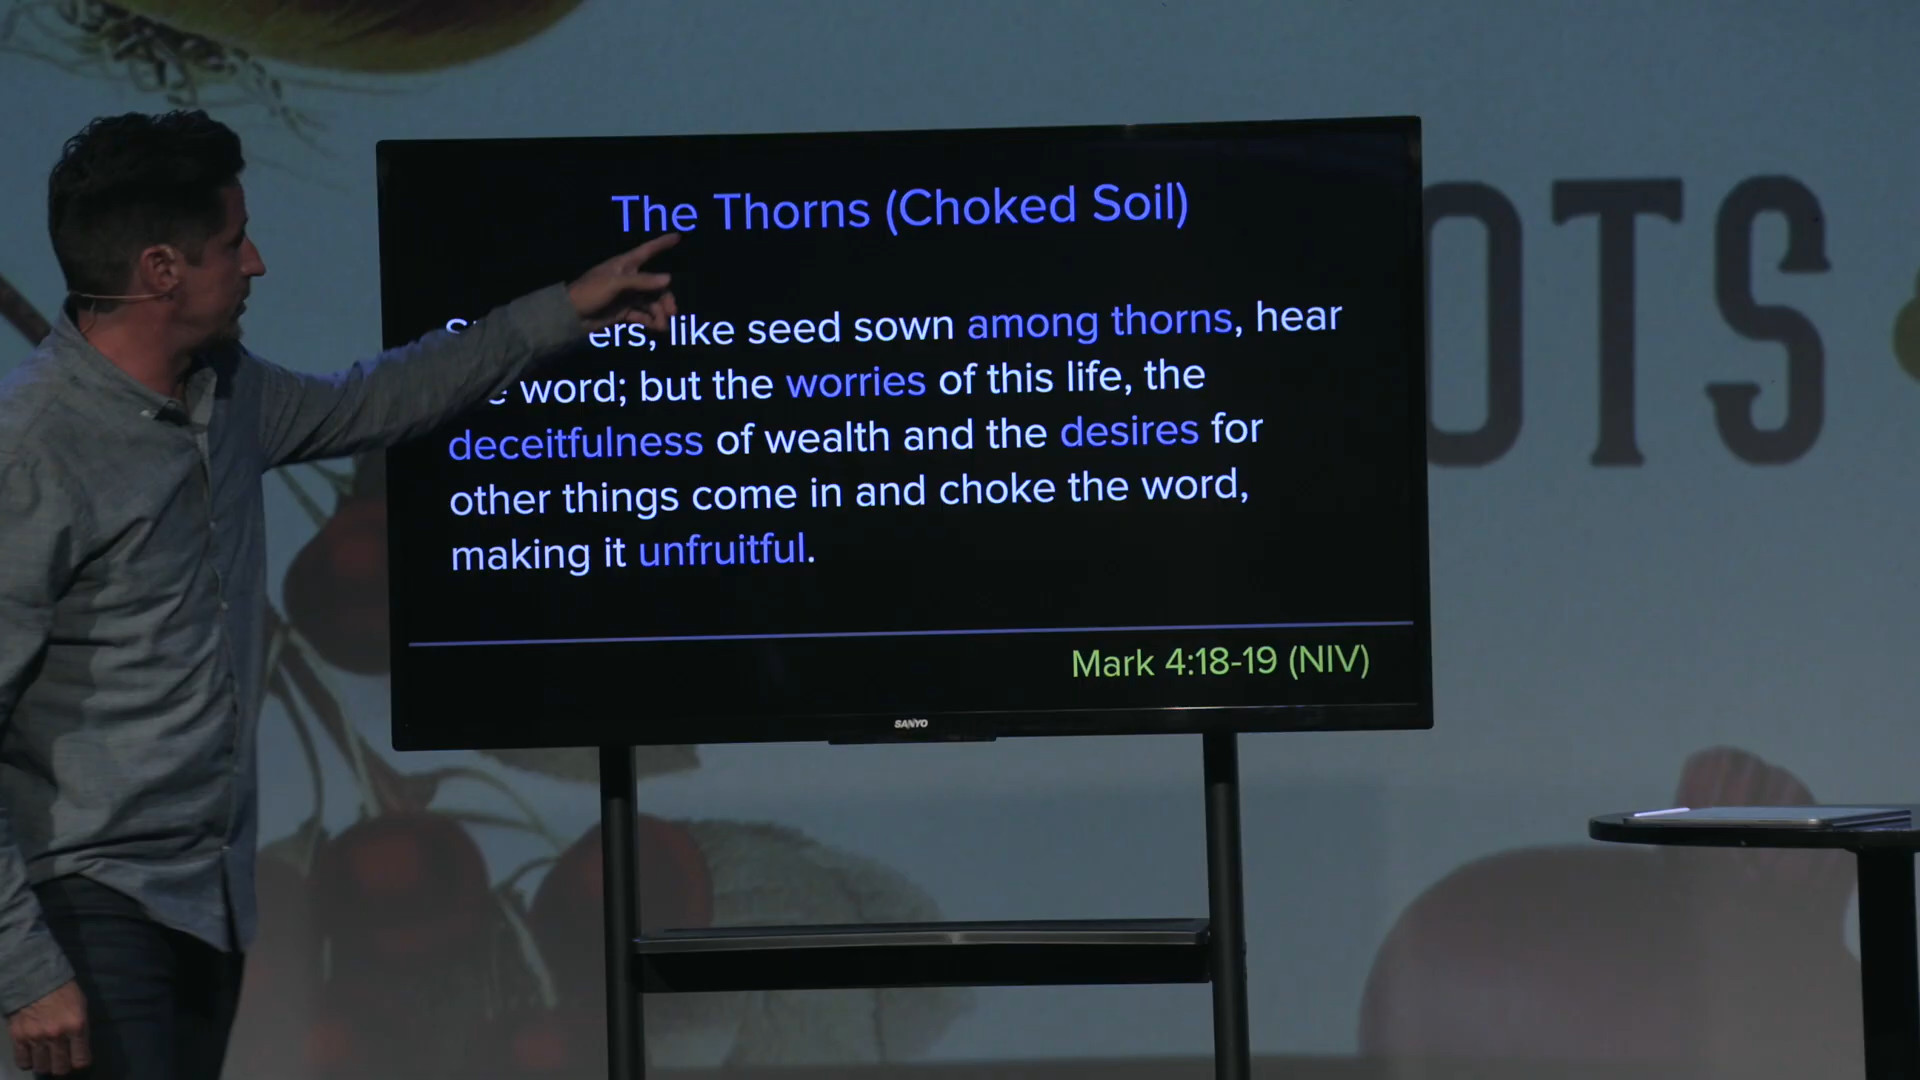 The Thorns (Choked Soil)
like seed sown among thorns, hear
word; but the worries of this life, the
deceitfulness of wealth and the desires for
other things come in and choke the word,
making it unfruitful.
Mark 4:18-19 (NIV)
SANYO
OTS